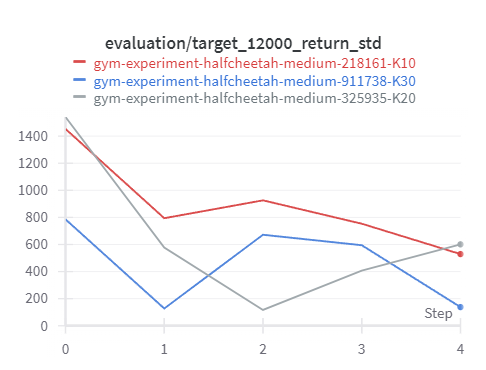 evaluation/target_12000_return_std
gym-experiment-halfcheetah-medium-218161-K10
gym-experiment-halfcheetah-medium-911738-K30
gym-experiment-halfcheetah-medium-325935-K20
1400
1200
1000
800
600
400
200
0
Step
0 1 2 3 4